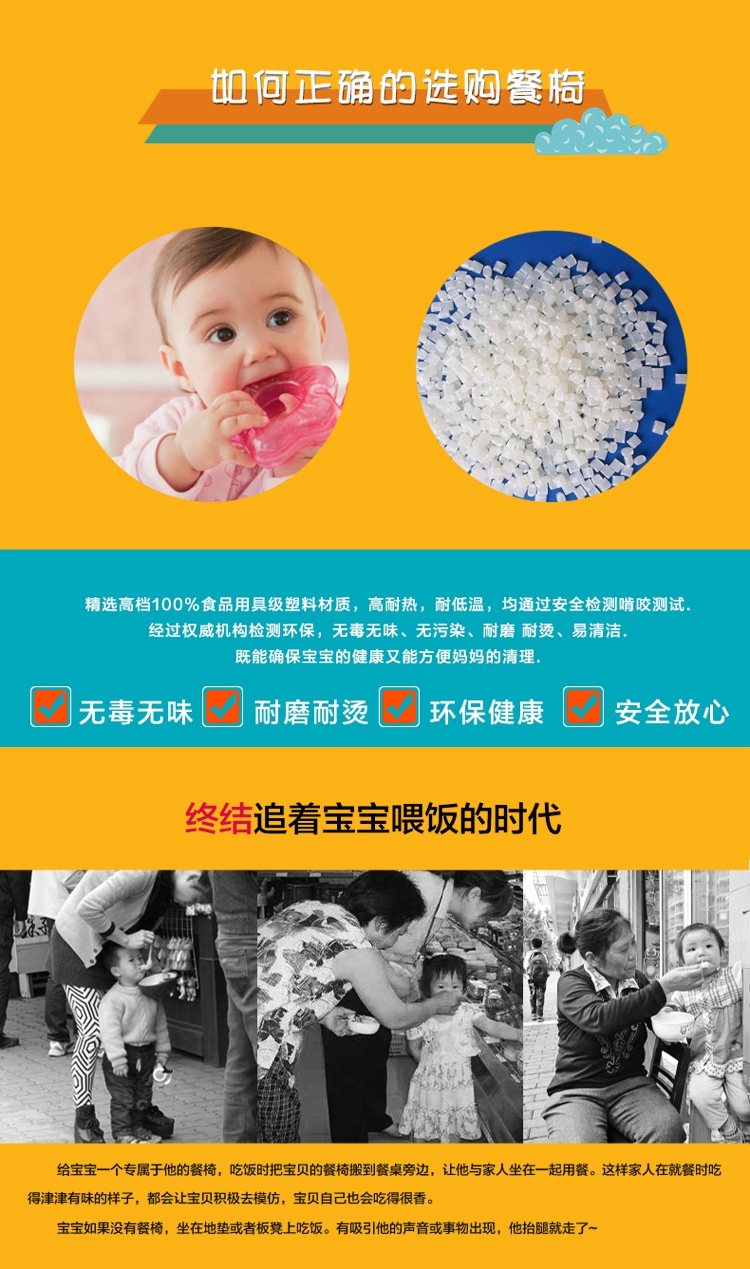 如何正确的选购餐椅
精选高档100%食品用具级塑料材质，高耐热，耐低温，均通过安全检测啃咬测试.
经过权威机构检测环保，无毒无味、无污染、耐磨 耐烫、易清洁.
既能确保宝宝的健康又能方便妈妈的清理.
无毒无味 耐磨耐烫 环保健康 安全放心
终结追着宝宝喂饭的时代
给宝宝一个专属于他的餐椅，吃饭时把宝贝的餐椅搬到餐桌旁边，让他与家人坐在一起用餐。这样家人在就餐时吃
得津津有味的样子，都会让宝贝积极去模仿，宝贝自己也会吃得很香。
宝宝如果没有餐椅，坐在地垫或者板凳上吃饭。有吸引他的声音或事物出现，他抬腿就走了~